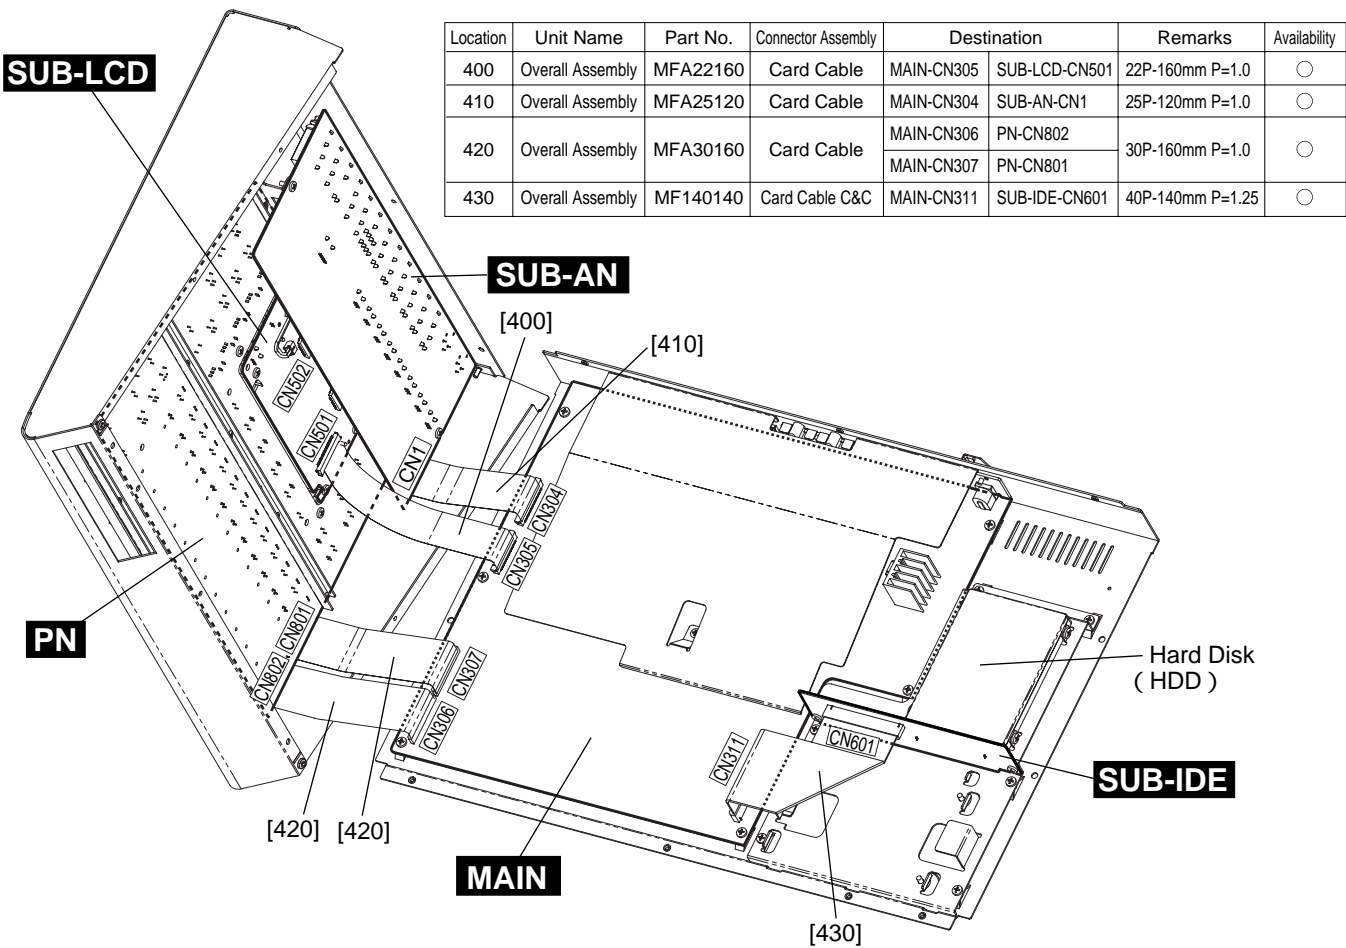 Location Unit Name Part No. Connector Assembly Destination Remarks Availability
400 Overall Assembly MFA22160 Card Cable MAIN-CN305 SUB-LCD-CN501 22P-160mm P=1.0 ○
410 Overall Assembly MFA25120 Card Cable MAIN-CN304 SUB-AN-CN1 25P-120mm P=1.0 ○
420 Overall Assembly MFA30160 Card Cable MAIN-CN306 PN-CN802 30P-160mm P=1.0 ○
MAIN-CN307 PN-CN801
430 Overall Assembly MF140140 Card Cable C&C MAIN-CN311 SUB-IDE-CN601 40P-140mm P=1.25 ○
SUB-LCD
SUB-AN
[400]
[410]
CN502
CN501
CN1
CN304
CN305
PN
CN801
CN802
CN307
CN306
Hard Disk
( HDD )
CN311
CN601
SUB-IDE
[420]
[420]
MAIN
[430]